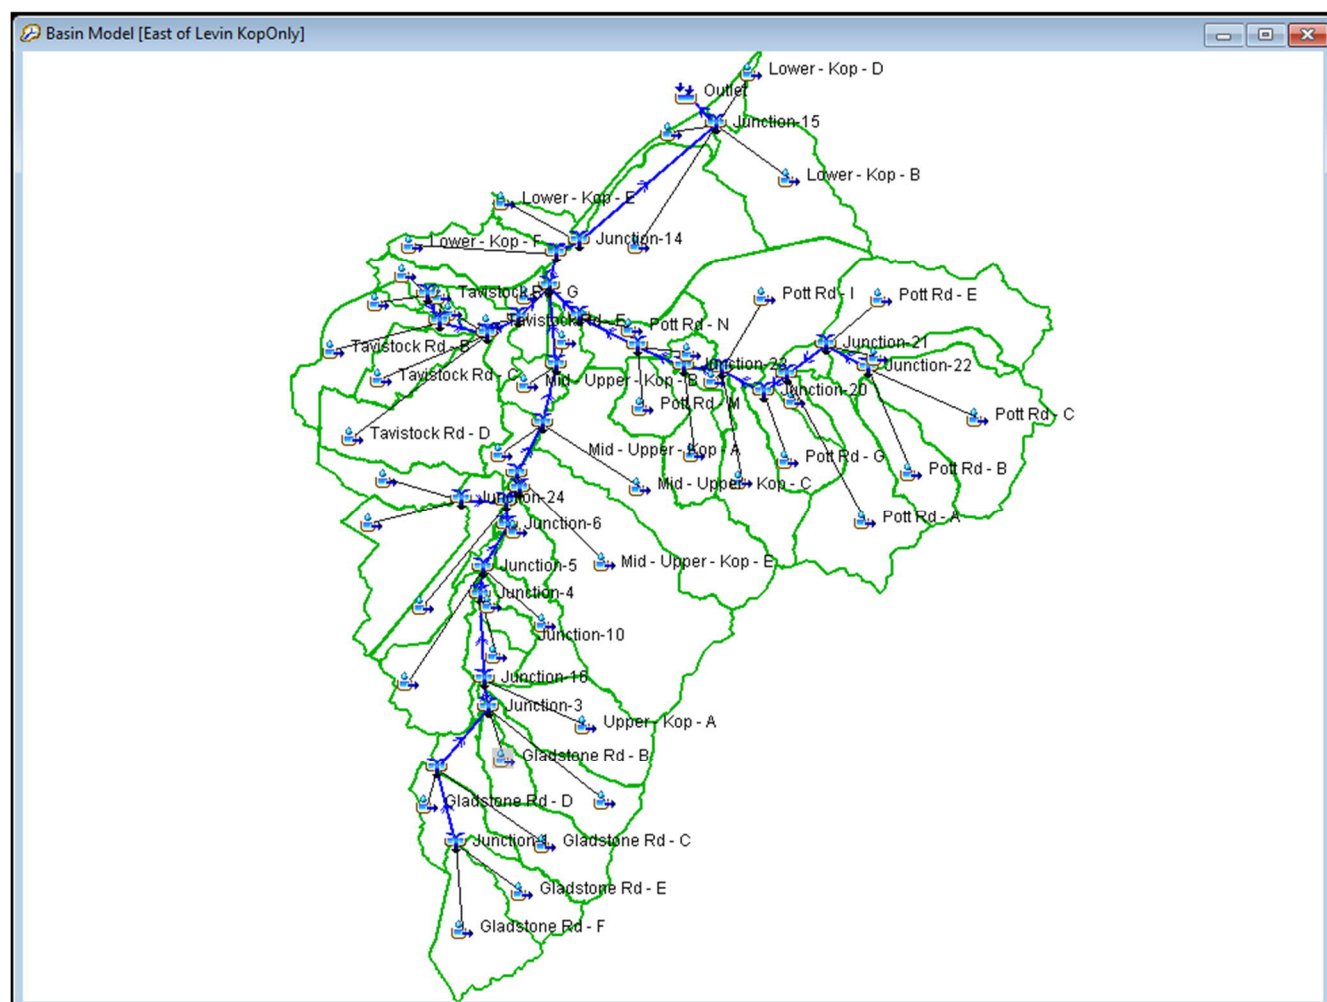 Basin Model [East of Levin KopOnly]
Lower - Kop - D
Outlet
Junction-15
Lower - Kop - B
Lower - Kop - E
Junction-14
Lower - Kop - F
Tavistock Rd - G
Pott Rd - I
Pott Rd - E
Tavistock Rd - F
Pott Rd - N
Junction-21
Tavistock Rd - B
Junction-23
Junction-22
Tavistock Rd - C
Mid - Upper - Kop - B
Junction-20
Pott Rd - M
Pott Rd - C
Tavistock Rd - D
Mid - Upper - Kop - A
Pott Rd - G
Pott Rd - B
Mid - Upper - Kop - C
Junction-24
Junction-6
Pott Rd - A
Junction-5
Mid - Upper - Kop - E
Junction-4
Junction-10
Junction-16
Junction-3
Upper - Kop - A
Gladstone Rd - B
Gladstone Rd - D
Junction-1
Gladstone Rd - C
Gladstone Rd - E
Gladstone Rd - F